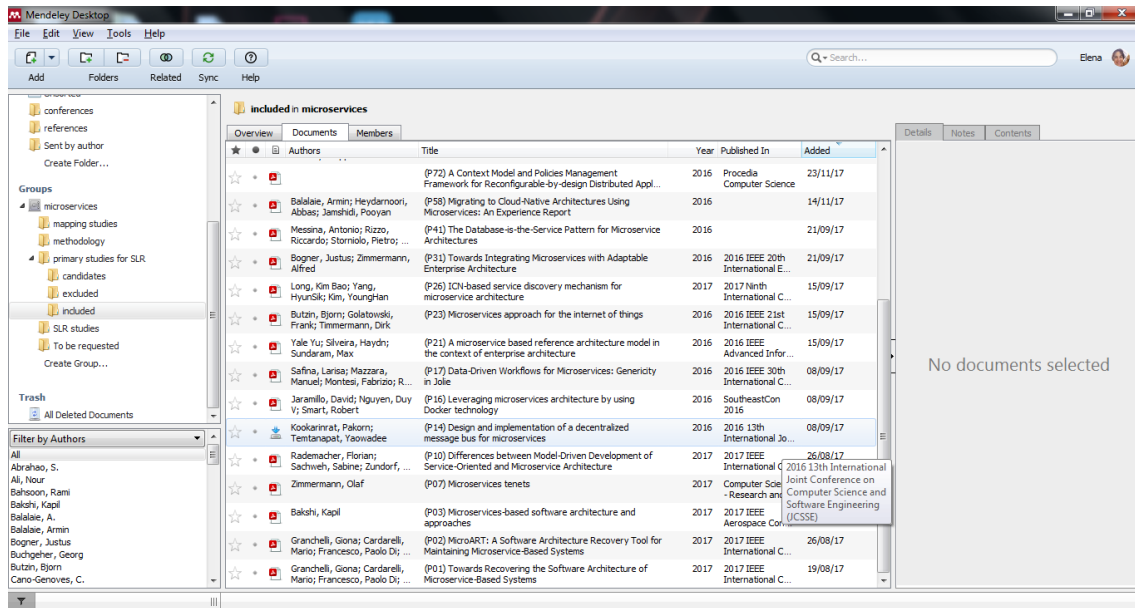 Mendeley Desktop
File Edit View Tools Help
Search...
Elena
Add Folders Related Sync Help
conferences
references
Sent by author
Create Folder...
Groups
microservices
mapping studies
methodology
primary studies for SLR
candidates
excluded
included
SLR studies
To be requested
Create Group...
Trash
All Deleted Documents
Filter by Authors
All
Abrahao, S.
Ali, Nour
Bahsoon, Rami
Bakshi, Kapil
Balalaie, A.
Balalaie, Armin
Bogner, Justus
Buchgeher, Georg
Butzin, Bjorn
Cano-Genoves, C.
included in microservices
Overview Documents Members
Authors Title Year Published In Added
(P72) A Context Model and Policies Management 2016 Procedia 23/11/17
Framework for Reconfigurable-by-design Distributed Appl... Computer Science
Balalaie, Armin; Heydarnoori, (P58) Migrating to Cloud-Native Architectures Using 2016 14/11/17
Abbas; Jamshidi, Pooyan Microservices: An Experience Report
Messina, Antonio; Rizzo, (P41) The Database-is-the-Service Pattern for Microservice 2016 21/09/17
Riccardo; Storniolo, Pietro; ... Architectures
Bogner, Justus; Zimmermann, (P31) Towards Integrating Microservices with Adaptable 2016 2016 IEEE 20th 21/09/17
Alfred Enterprise Architecture International E...
Long, Kim Bao; Yang, (P26) ICN-based service discovery mechanism for 2017 2017 Ninth 15/09/17
HyunSik; Kim, YoungHan microservice architecture International C...
Butzin, Bjorn; Golatowski, (P23) Microservices approach for the internet of things 2016 2016 IEEE 21st 15/09/17
Frank; Timmermann, Dirk International C...
Yale Yu; Silveira, Haydn; (P21) A microservice based reference architecture model in 2016 2016 IEEE 15/09/17
Sundaram, Max the context of enterprise architecture Advanced Infor...
Safina, Larisa; Mazzara, (P17) Data-Driven Workflows for Microservices: Genericity 2016 2016 IEEE 30th 08/09/17
Manuel; Montesi, Fabrizio; R... in Jolie International C...
Jaramillo, David; Nguyen, Duy (P16) Leveraging microservices architecture by using 2016 SoutheastCon 08/09/17
V; Smart, Robert Docker technology 2016
Kookarinrat, Pakorn; (P14) Design and implementation of a decentralized 2016 2016 13th 08/09/17
Temtanapat, Yaowadee message bus for microservices International Jo...
Rademacher, Florian; (P10) Differences between Model-Driven Development of 2017 2017 IEEE 26/08/17
Sachweh, Sabine; Zundorf, ... Service-Oriented and Microservice Architecture International
Zimmermann, Olaf (P07) Microservices tenets 2017 Computer Scie
- Research and
Bakshi, Kapil (P03) Microservices-based software architecture and 2017 2017 IEEE
approaches Aerospace Con...
Granchelli, Giona; Cardarelli, (P02) MicroART: A Software Architecture Recovery Tool for 2017 2017 IEEE 26/08/17
Mario; Francesco, Paolo Di; ... Maintaining Microservice-Based Systems International C...
Granchelli, Giona; Cardarelli, (P01) Towards Recovering the Software Architecture of 2017 2017 IEEE 19/08/17
Mario; Francesco, Paolo Di; ... Microservice-Based Systems International C...
2016 13th International
Joint Conference on
Computer Science and
Software Engineering
(JCSSE)
Details Notes Contents
No documents selected